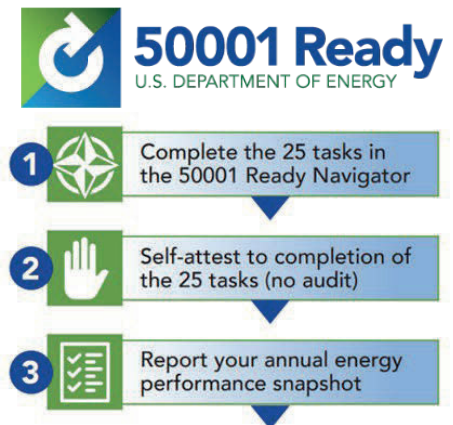 50001 Ready
U.S. DEPARTMENT OF ENERGY
1
Complete the 25 tasks in
the 50001 Ready Navigator
2
Self-attest to completion of
the 25 tasks (no audit)
3
Report your annual energy
performance snapshot